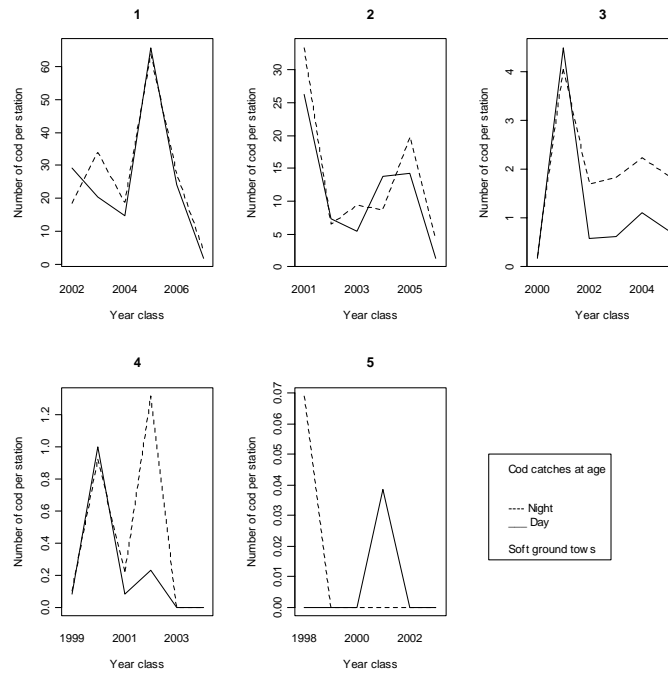 1
Number of cod per station
0 10 20 30 40 50 60
2002 2004 2006
Year class
2
Number of cod per station
0 5 10 15 20 25 30
2001 2003 2005
Year class
3
Number of cod per station
0 1 2 3 4
2000 2002 2004
Year class
4
Number of cod per station
0.0 0.2 0.4 0.6 0.8 1.0 1.2
1999 2001 2003
Year class
5
Number of cod per station
0.00 0.01 0.02 0.03 0.04 0.05 0.06 0.07
1998 2000 2002
Year class
Cod catches at age
---- Night
___ Day
Soft ground tows